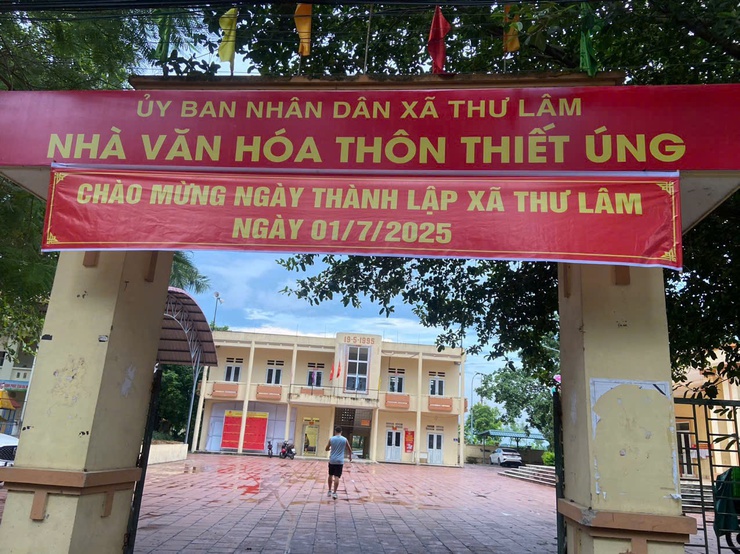 ỦY BAN NHÂN DÂN XÃ THƯ LÂM
NHÀ VĂN HÓA THÔN THIẾT ÚNG
CHÀO MỪNG NGÀY THÀNH LẬP XÃ THƯ LÂM
NGÀY 01/7/2025
19-5-1995